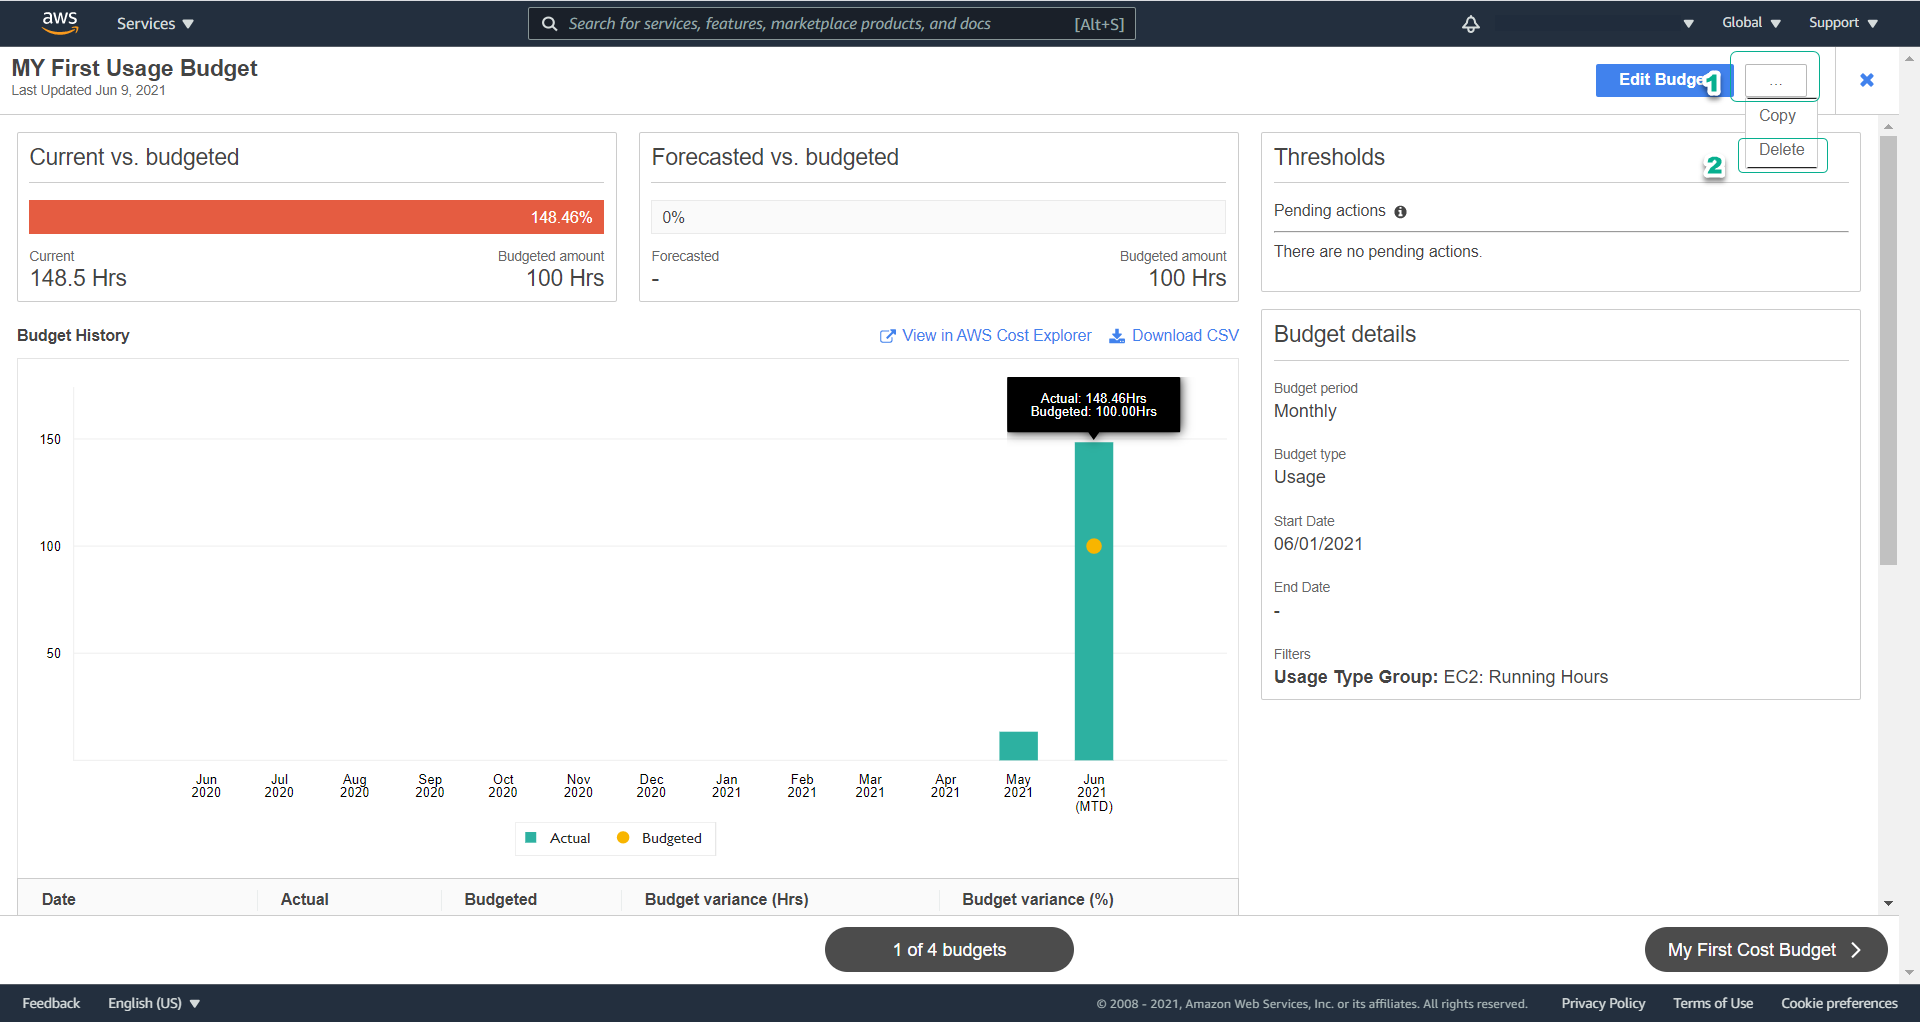 aws
Services
Search for services, features, marketplace products, and docs
[Alt+S]
Global
Support
MY First Usage Budget
Last Updated Jun 9, 2021
Edit Budge
1
...
Copy
Delete
2
Current vs. budgeted
148.46%
Current
Budgeted amount
148.5 Hrs
100 Hrs
Forecasted vs. budgeted
0%
Forecasted
Budgeted amount
-
100 Hrs
Thresholds
Pending actions
There are no pending actions.
Budget History
View in AWS Cost Explorer
Download CSV
Actual: 148.46Hrs
Budgeted: 100.00Hrs
150
100
50
Jun 2020
Jul 2020
Aug 2020
Sep 2020
Oct 2020
Nov 2020
Dec 2020
Jan 2021
Feb 2021
Mar 2021
Apr 2021
May 2021
Jun 2021 (MTD)
Actual
Budgeted
Date
Actual
Budgeted
Budget variance (Hrs)
Budget variance (%)
Budget details
Budget period
Monthly
Budget type
Usage
Start Date
06/01/2021
End Date
-
Filters
Usage Type Group: EC2: Running Hours
1 of 4 budgets
My First Cost Budget
Feedback
English (US)
© 2008 - 2021, Amazon Web Services, Inc. or its affiliates. All rights reserved.
Privacy Policy
Terms of Use
Cookie preferences